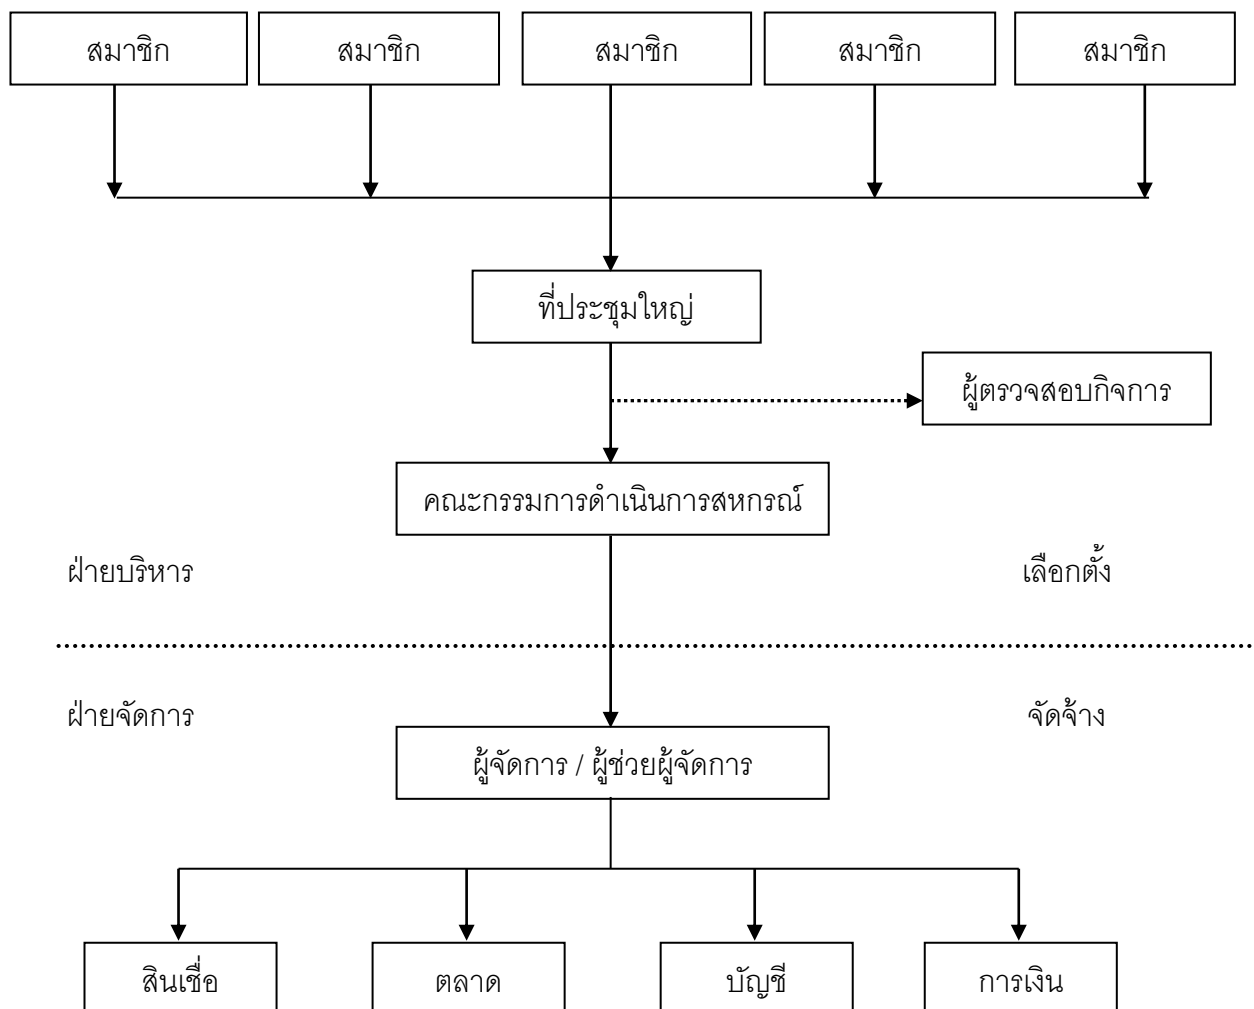 สมาชิก
สมาชิก
สมาชิก
สมาชิก
สมาชิก
ที่ประชุมใหญ่
ผู้ตรวจสอบกิจการ
คณะกรรมการดำเนินการสหกรณ์
ฝ่ายบริหาร
เลือกตั้ง
ฝ่ายจัดการ
จัดจ้าง
ผู้จัดการ / ผู้ช่วยผู้จัดการ
สินเชื่อ
ตลาด
บัญชี
การเงิน